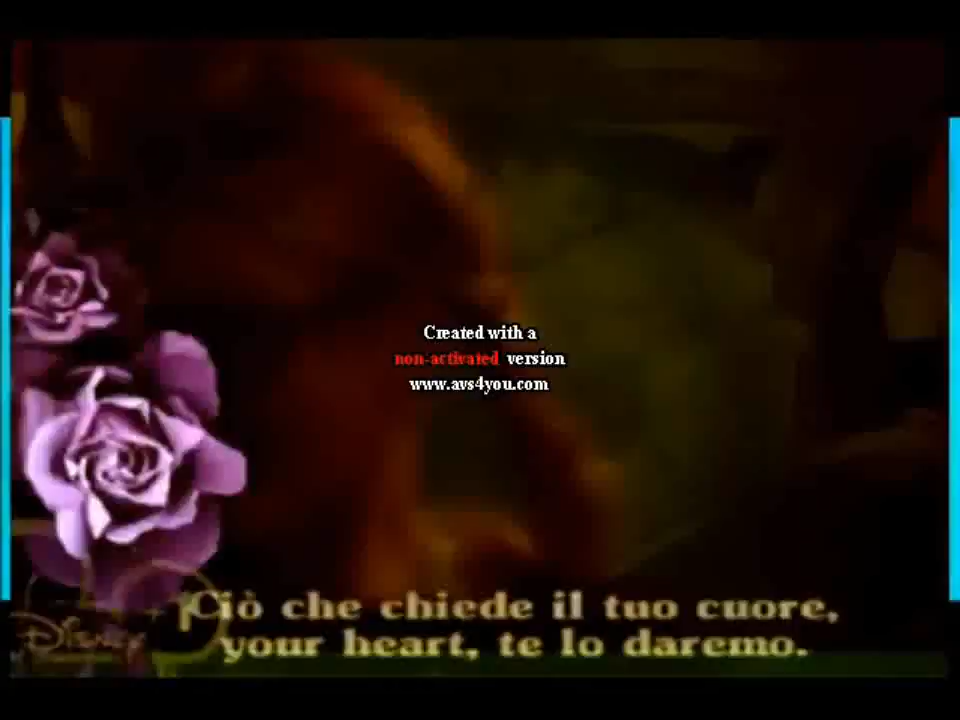 Created with a
non-activated version
www.avs4you.com
Ciò che chiede il tuo cuore,
your heart, te lo daremo.
Disney